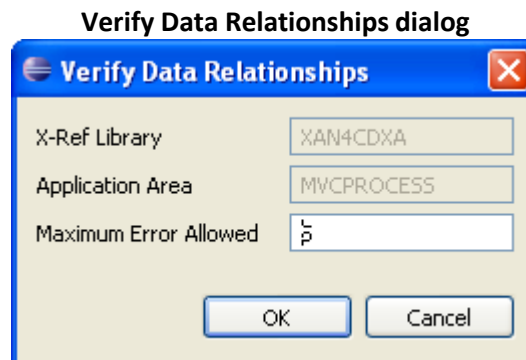 Verify Data Relationships dialog
Verify Data Relationships
X-Ref Library XAN4CDXA
Application Area MVCPROCESS
Maximum Error Allowed
OK Cancel